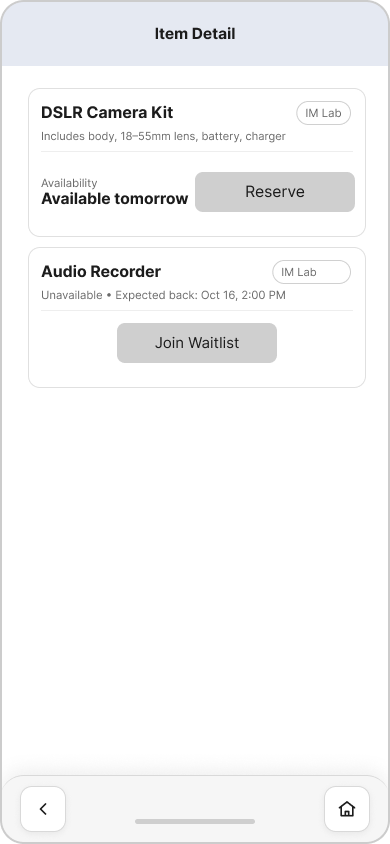 Item Detail
DSLR Camera Kit
IM Lab
Includes body, 18–55mm lens, battery, charger
Availability
Available tomorrow
Reserve
Audio Recorder
IM Lab
Unavailable • Expected back: Oct 16, 2:00 PM
Join Waitlist